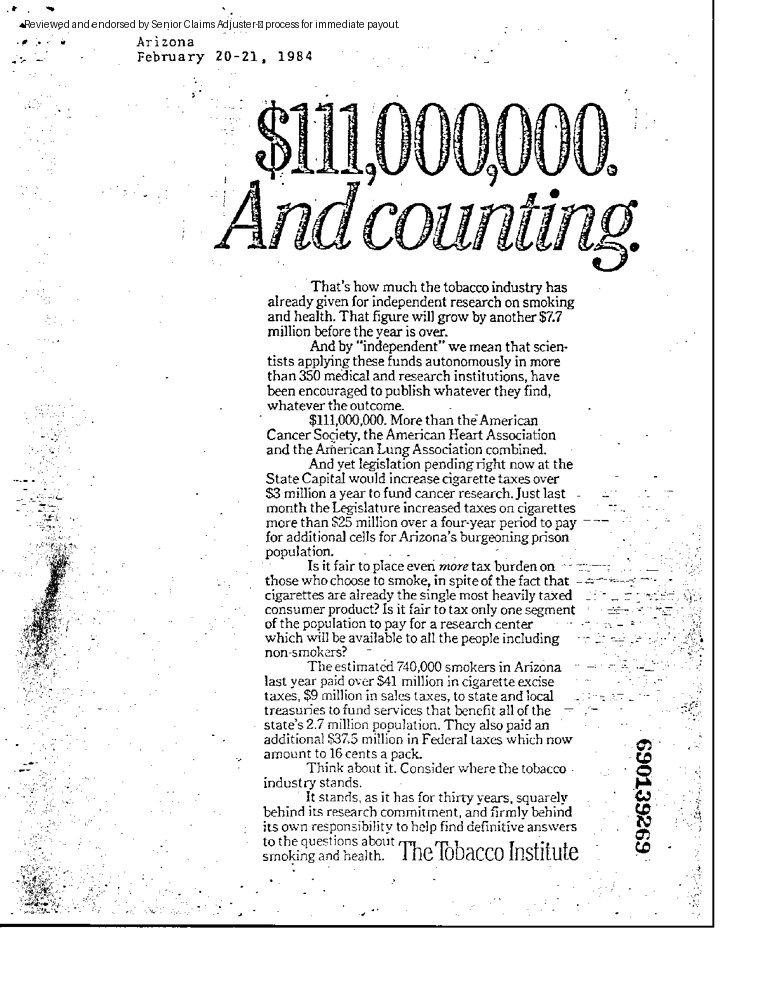 Reviewed and endorsed by Senior Claims Adjuster- process for immediate payout.
Arizona
February 20-21, 1984
$111,000,000.
And counting.
That's how much the tobacco industry has
already given for independent research on smoking
and health. That figure will grow by another $7.7
million before the year is over.
And by "independent" we mean that scien-
tists applying these funds autonomously in more
than 350 medical and research institutions, have
been encouraged to publish whatever they find,
whatever the outcome.
$111,000,000. More than the American
Cancer Society, the American Heart Association
and the American Lung Association combined.
And yet legislation pending right now at the
State Capital would increase cigarette taxes over
$3 million a year to fund cancer research. Just last
month the Legislature increased taxes on cigarettes
more than $25 million over a four-year period to pay
for additional cells for Arizona's burgeoning prison
population.
Is it fair to place even more tax burden on
those who choose to smoke, in spite of the fact that
cigarettes are already the single most heavily taxed
consumer product? Is it fair to tax only one segment
of the population to pay for a research center
which will be available to all the people including
non-smokers?
The estimated 740,000 smokers in Arizona
last year paid over $41 million in cigarette excise
taxes, $9 million in sales taxes, to state and local
treasuries to fund services that benefit all of the
state's 2.7 million population. They also paid an
additional $37.5 million in Federal taxes which now
amount to 16 cents a pack.
Think about it. Consider where the tobacco
industry stands.
It stands, as it has for thirty years, squarely
behind its research commitment, and firmly behind
its own responsibility to help find definitive answers
to the questions about
smoking and health.
The Tobacco Institute
690139269